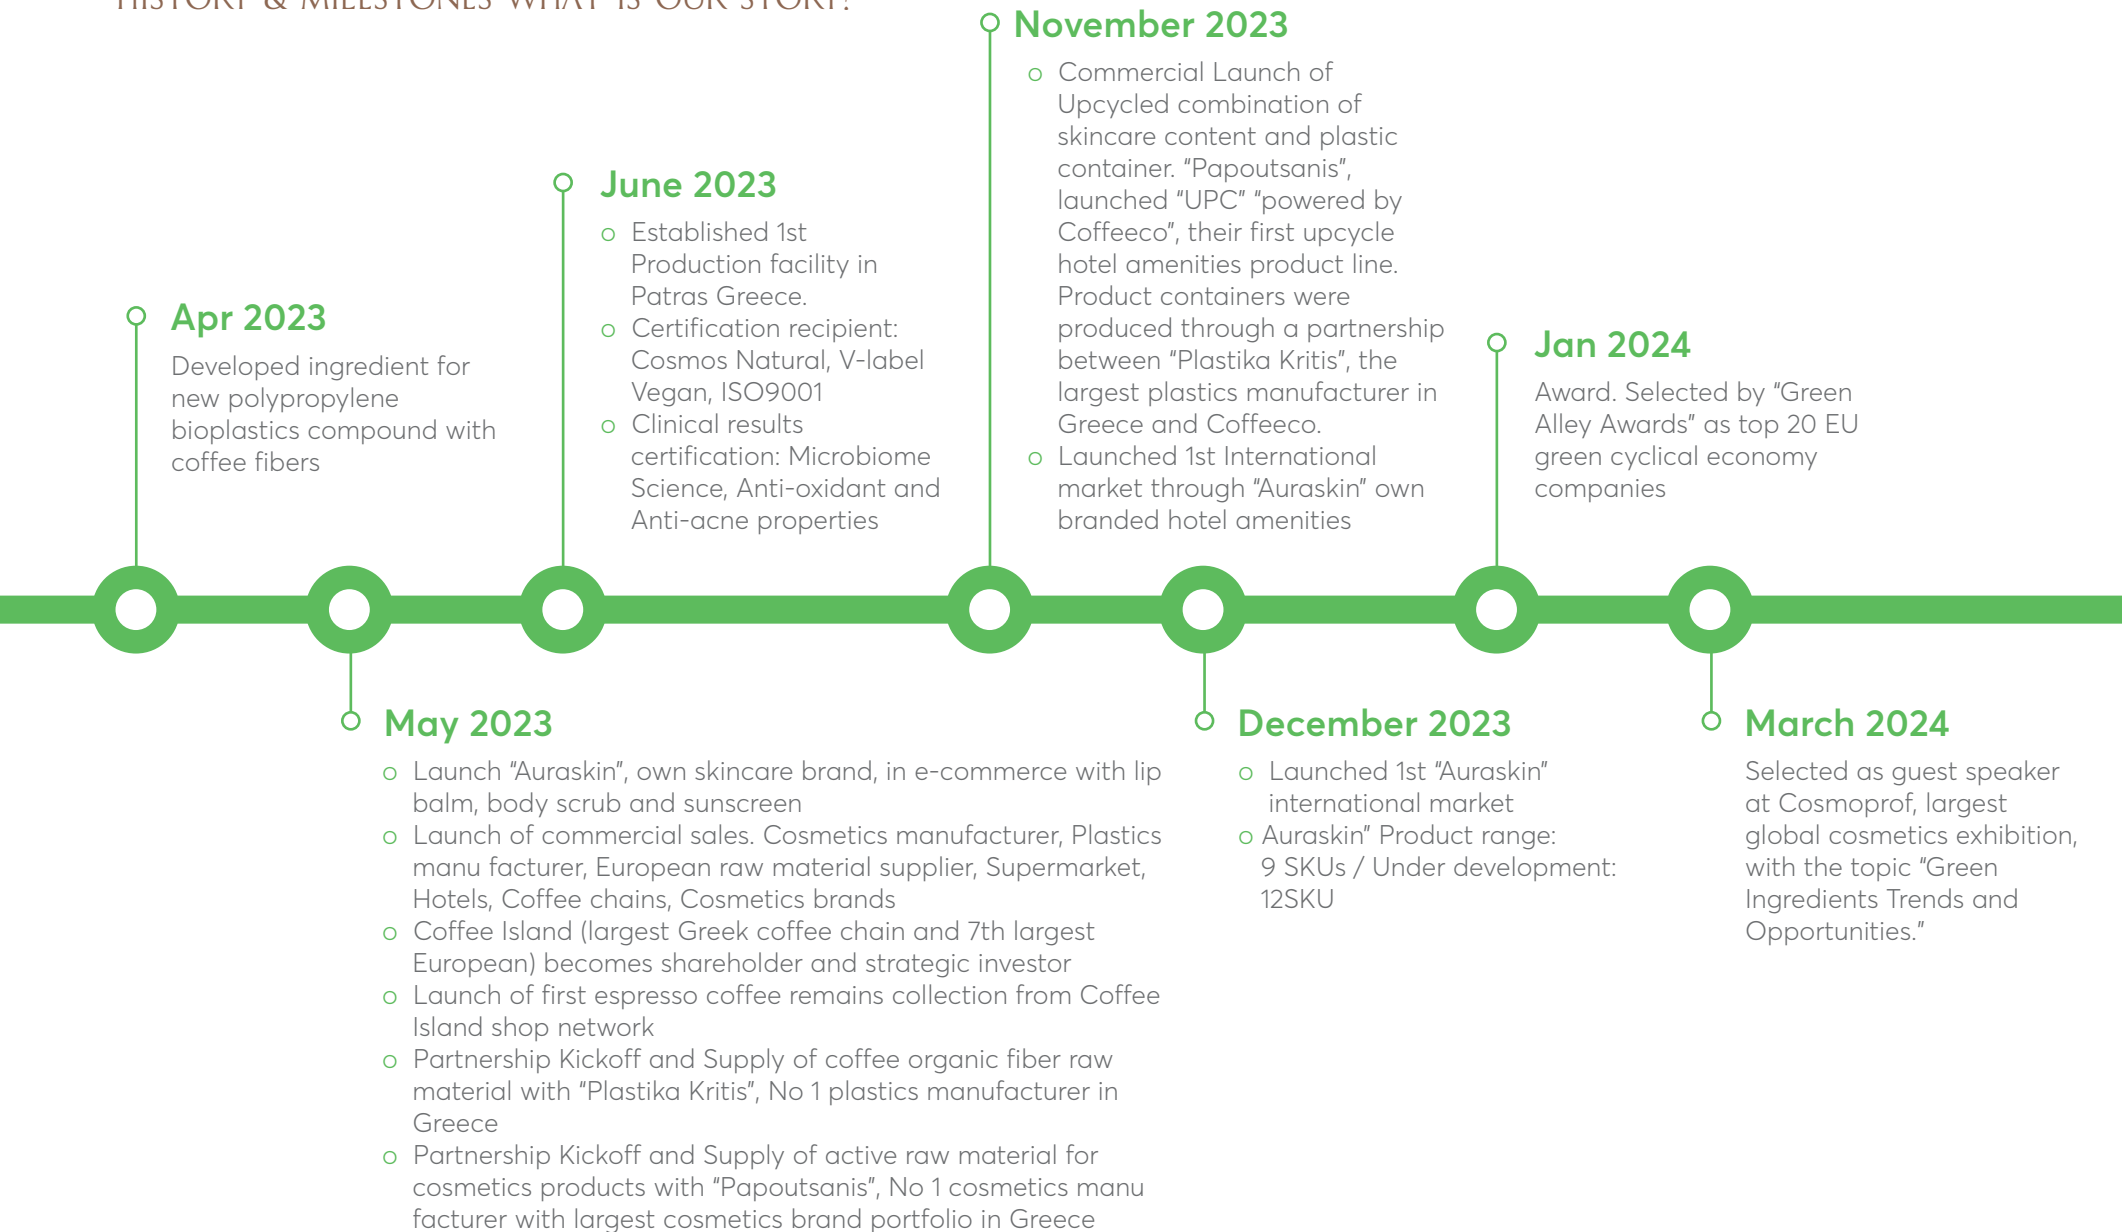 HISTORY & MILESTONES WHAT IS OUR STORY?
November 2023
o Commercial Launch of
Upcycled combination of
skincare content and plastic
container. “Papoutsanis”,
launched “UPC” “powered by
Coffeeco”, their first upcycle
hotel amenities product line.
Product containers were
produced through a partnership
between “Plastika Kritis”, the
largest plastics manufacturer in
Greece and Coffeeco.
o Launched 1st International
market through “Auraskin” own
branded hotel amenities
June 2023
o Established 1st
Production facility in
Patras Greece.
o Certification recipient:
Cosmos Natural, V-label
Vegan, ISO9001
o Clinical results
certification: Microbiome
Science, Anti-oxidant and
Anti-acne properties
Apr 2023
Developed ingredient for
new polypropylene
bioplastics compound with
coffee fibers
Jan 2024
Award. Selected by “Green
Alley Awards” as top 20 EU
green cyclical economy
companies
May 2023
o Launch “Auraskin”, own skincare brand, in e-commerce with lip
balm, body scrub and sunscreen
o Launch of commercial sales. Cosmetics manufacturer, Plastics
manu facturer, European raw material supplier, Supermarket,
Hotels, Coffee chains, Cosmetics brands
o Coffee Island (largest Greek coffee chain and 7th largest
European) becomes shareholder and strategic investor
o Launch of first espresso coffee remains collection from Coffee
Island shop network
o Partnership Kickoff and Supply of coffee organic fiber raw
material with “Plastika Kritis”, No 1 plastics manufacturer in
Greece
o Partnership Kickoff and Supply of active raw material for
cosmetics products with “Papoutsanis”, No 1 cosmetics manu
facturer with largest cosmetics brand portfolio in Greece
December 2023
o Launched 1st “Auraskin”
international market
o Auraskin” Product range:
9 SKUs / Under development:
12SKU
March 2024
Selected as guest speaker
at Cosmoprof, largest
global cosmetics exhibition,
with the topic “Green
Ingredients Trends and
Opportunities.”